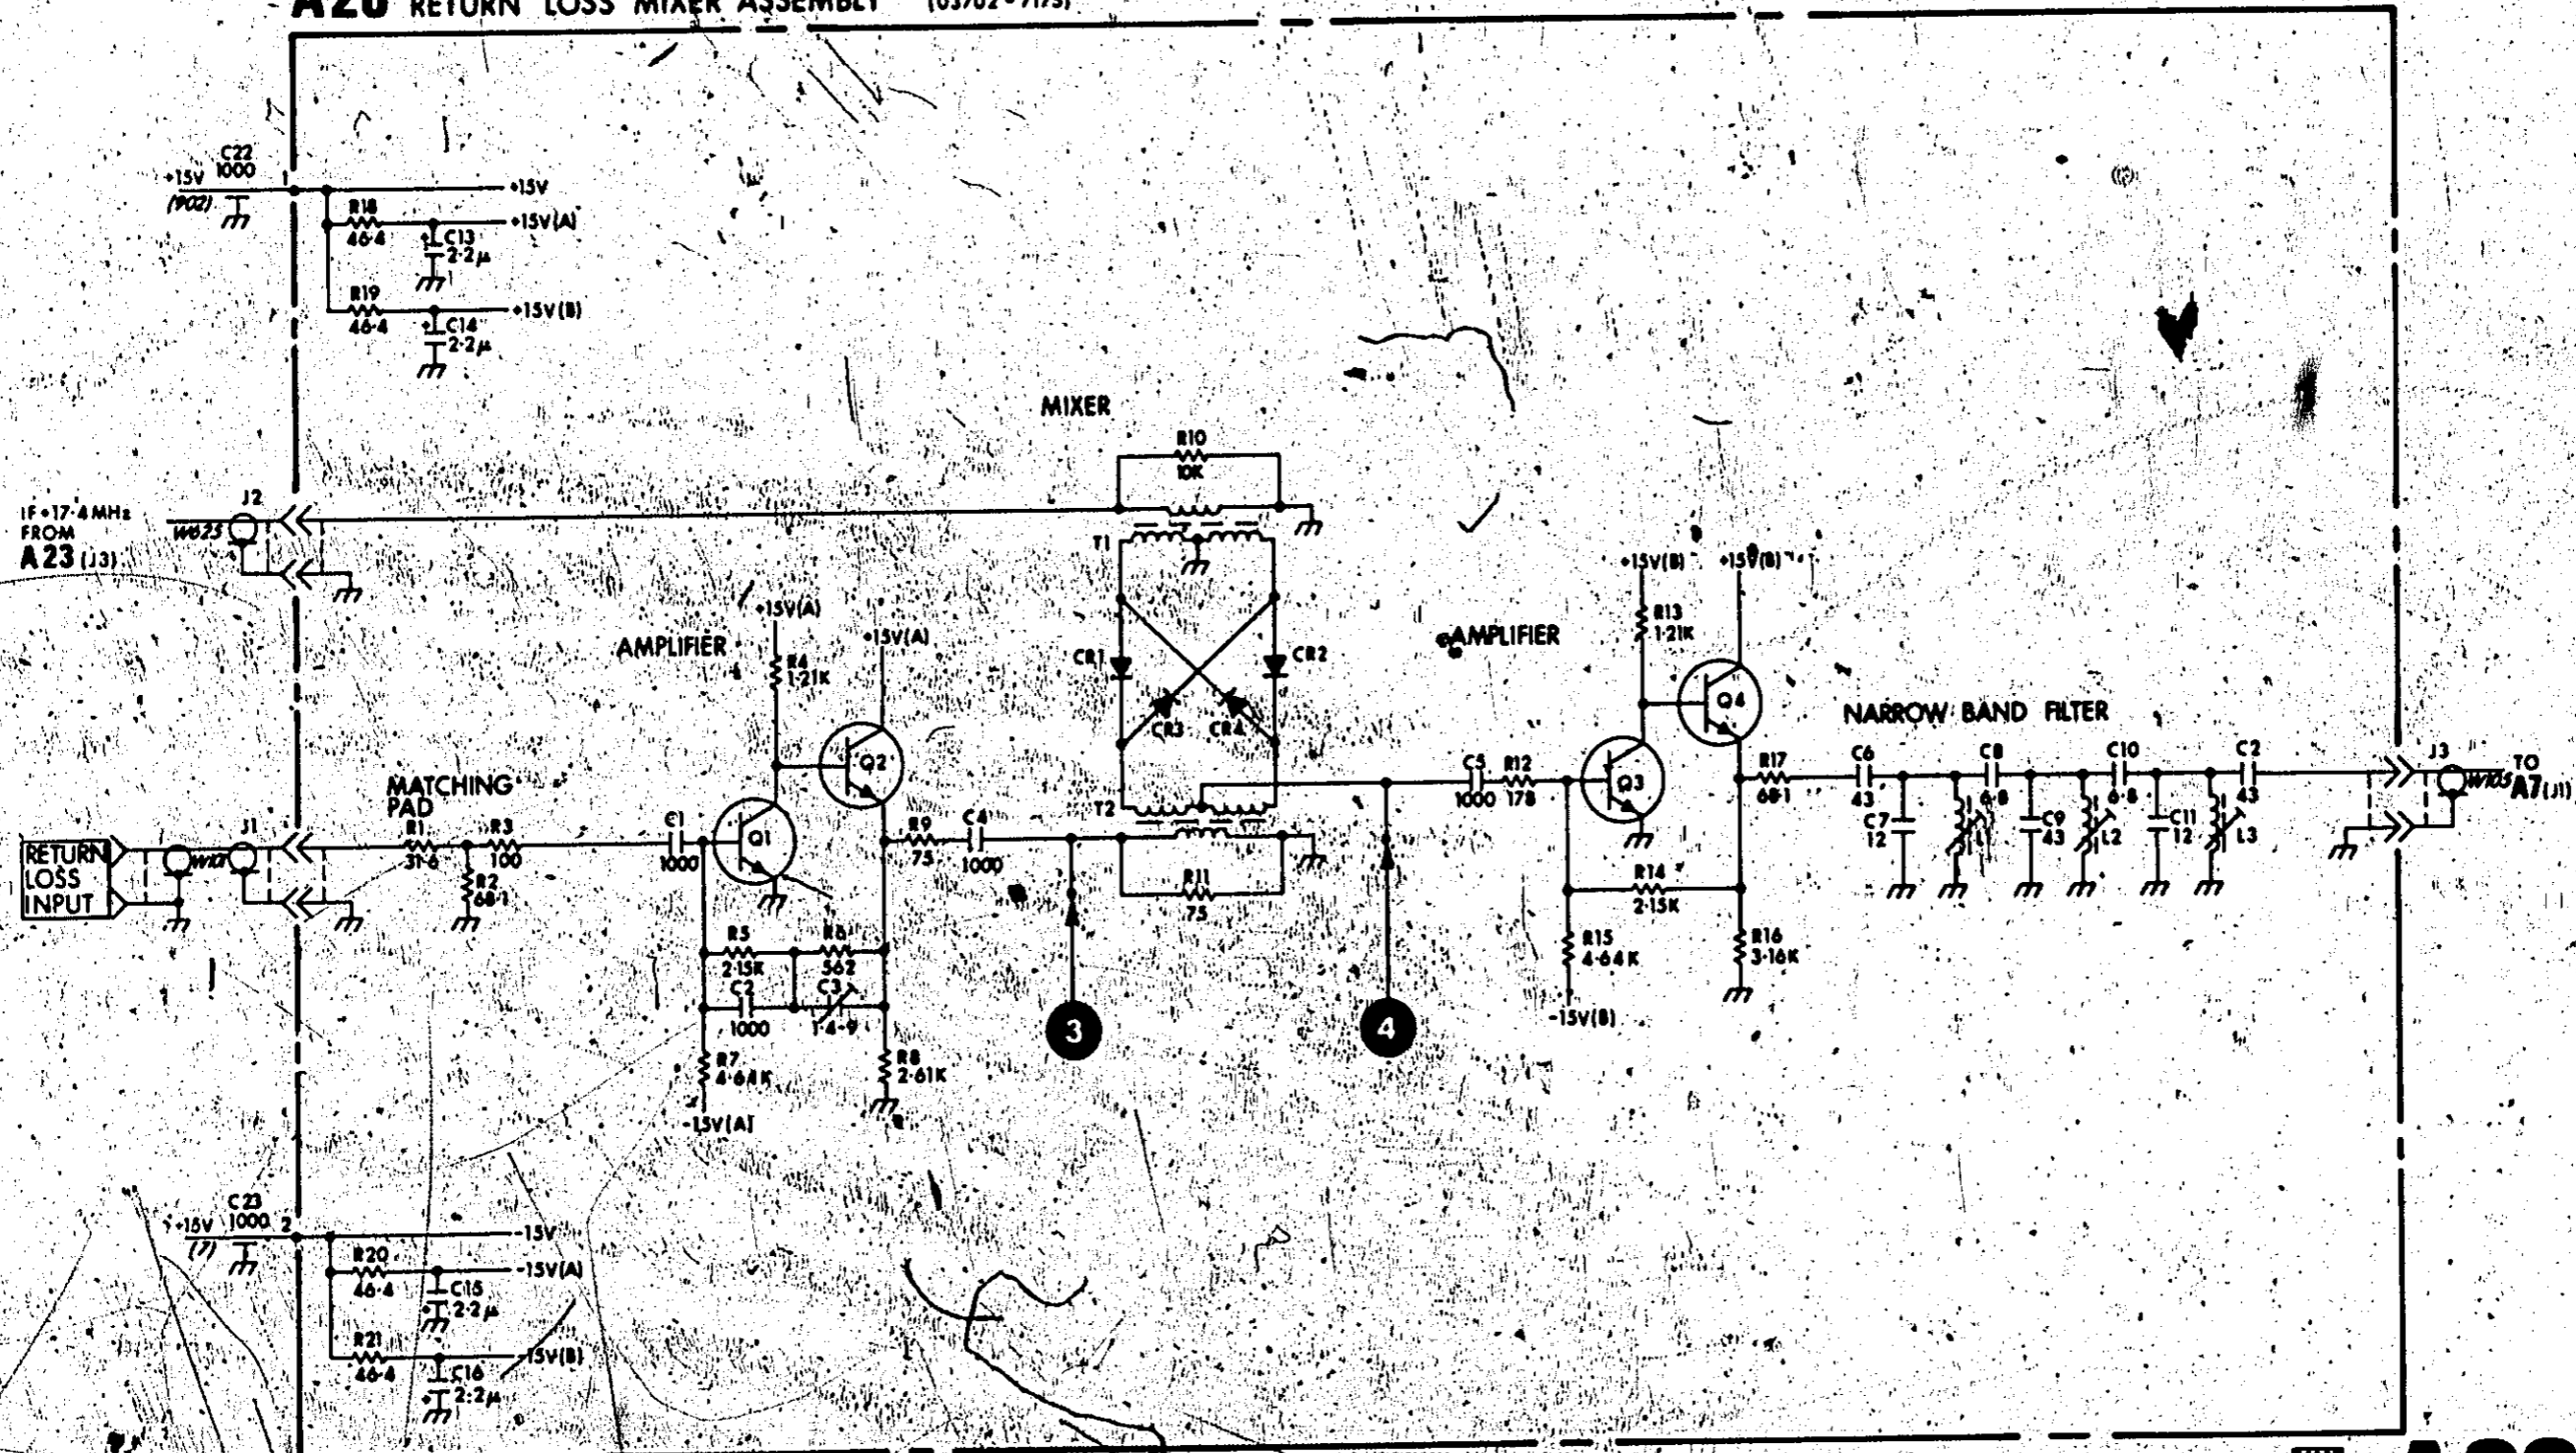 A20 RETURN LOSS MIXER ASSEMBLY (03702-7175)
C22
1000
+15V
1
(902)
+15V
R18
46·4
+15V(A)
C13
2·2µ
R19
46·4
+15V(B)
C14
2·2µ
MIXER
R10
10K
IF+17·4MHz
FROM
A23 (J3)
W625
J2
T1
+15V(A)
AMPLIFIER
+15V(A)
R4
1·21K
CR1
CR2
CR3
CR4
AMPLIFIER
+15V(B)
+15V(B)
R13
1·21K
Q4
NARROW BAND FILTER
Q2
MATCHING
PAD
RETURN
LOSS
INPUT
J1
R1
31·6
R3
100
R2
68·1
C1
1000
Q1
R9
75
C4
1000
T2
R11
75
C5
1000
R12
178
Q3
R17
68·1
C6
43
C7
12
L1
C8
6·8
C9
43
L2
C10
6·8
C11
12
L3
C2
43
J3
W105
TO
A7(J1)
R14
2·15K
R5
2·15K
R6
562
C2
1000
C3
1·4-9
R15
4·64K
R16
3·16K
-15V(B)
3
4
R7
4·64K
R8
2·61K
-15V(A)
C23
1000
+15V
2
(7)
-15V
R20
46·4
-15V(A)
C15
2·2µ
R21
46·4
-15V(B)
C16
2·2µ